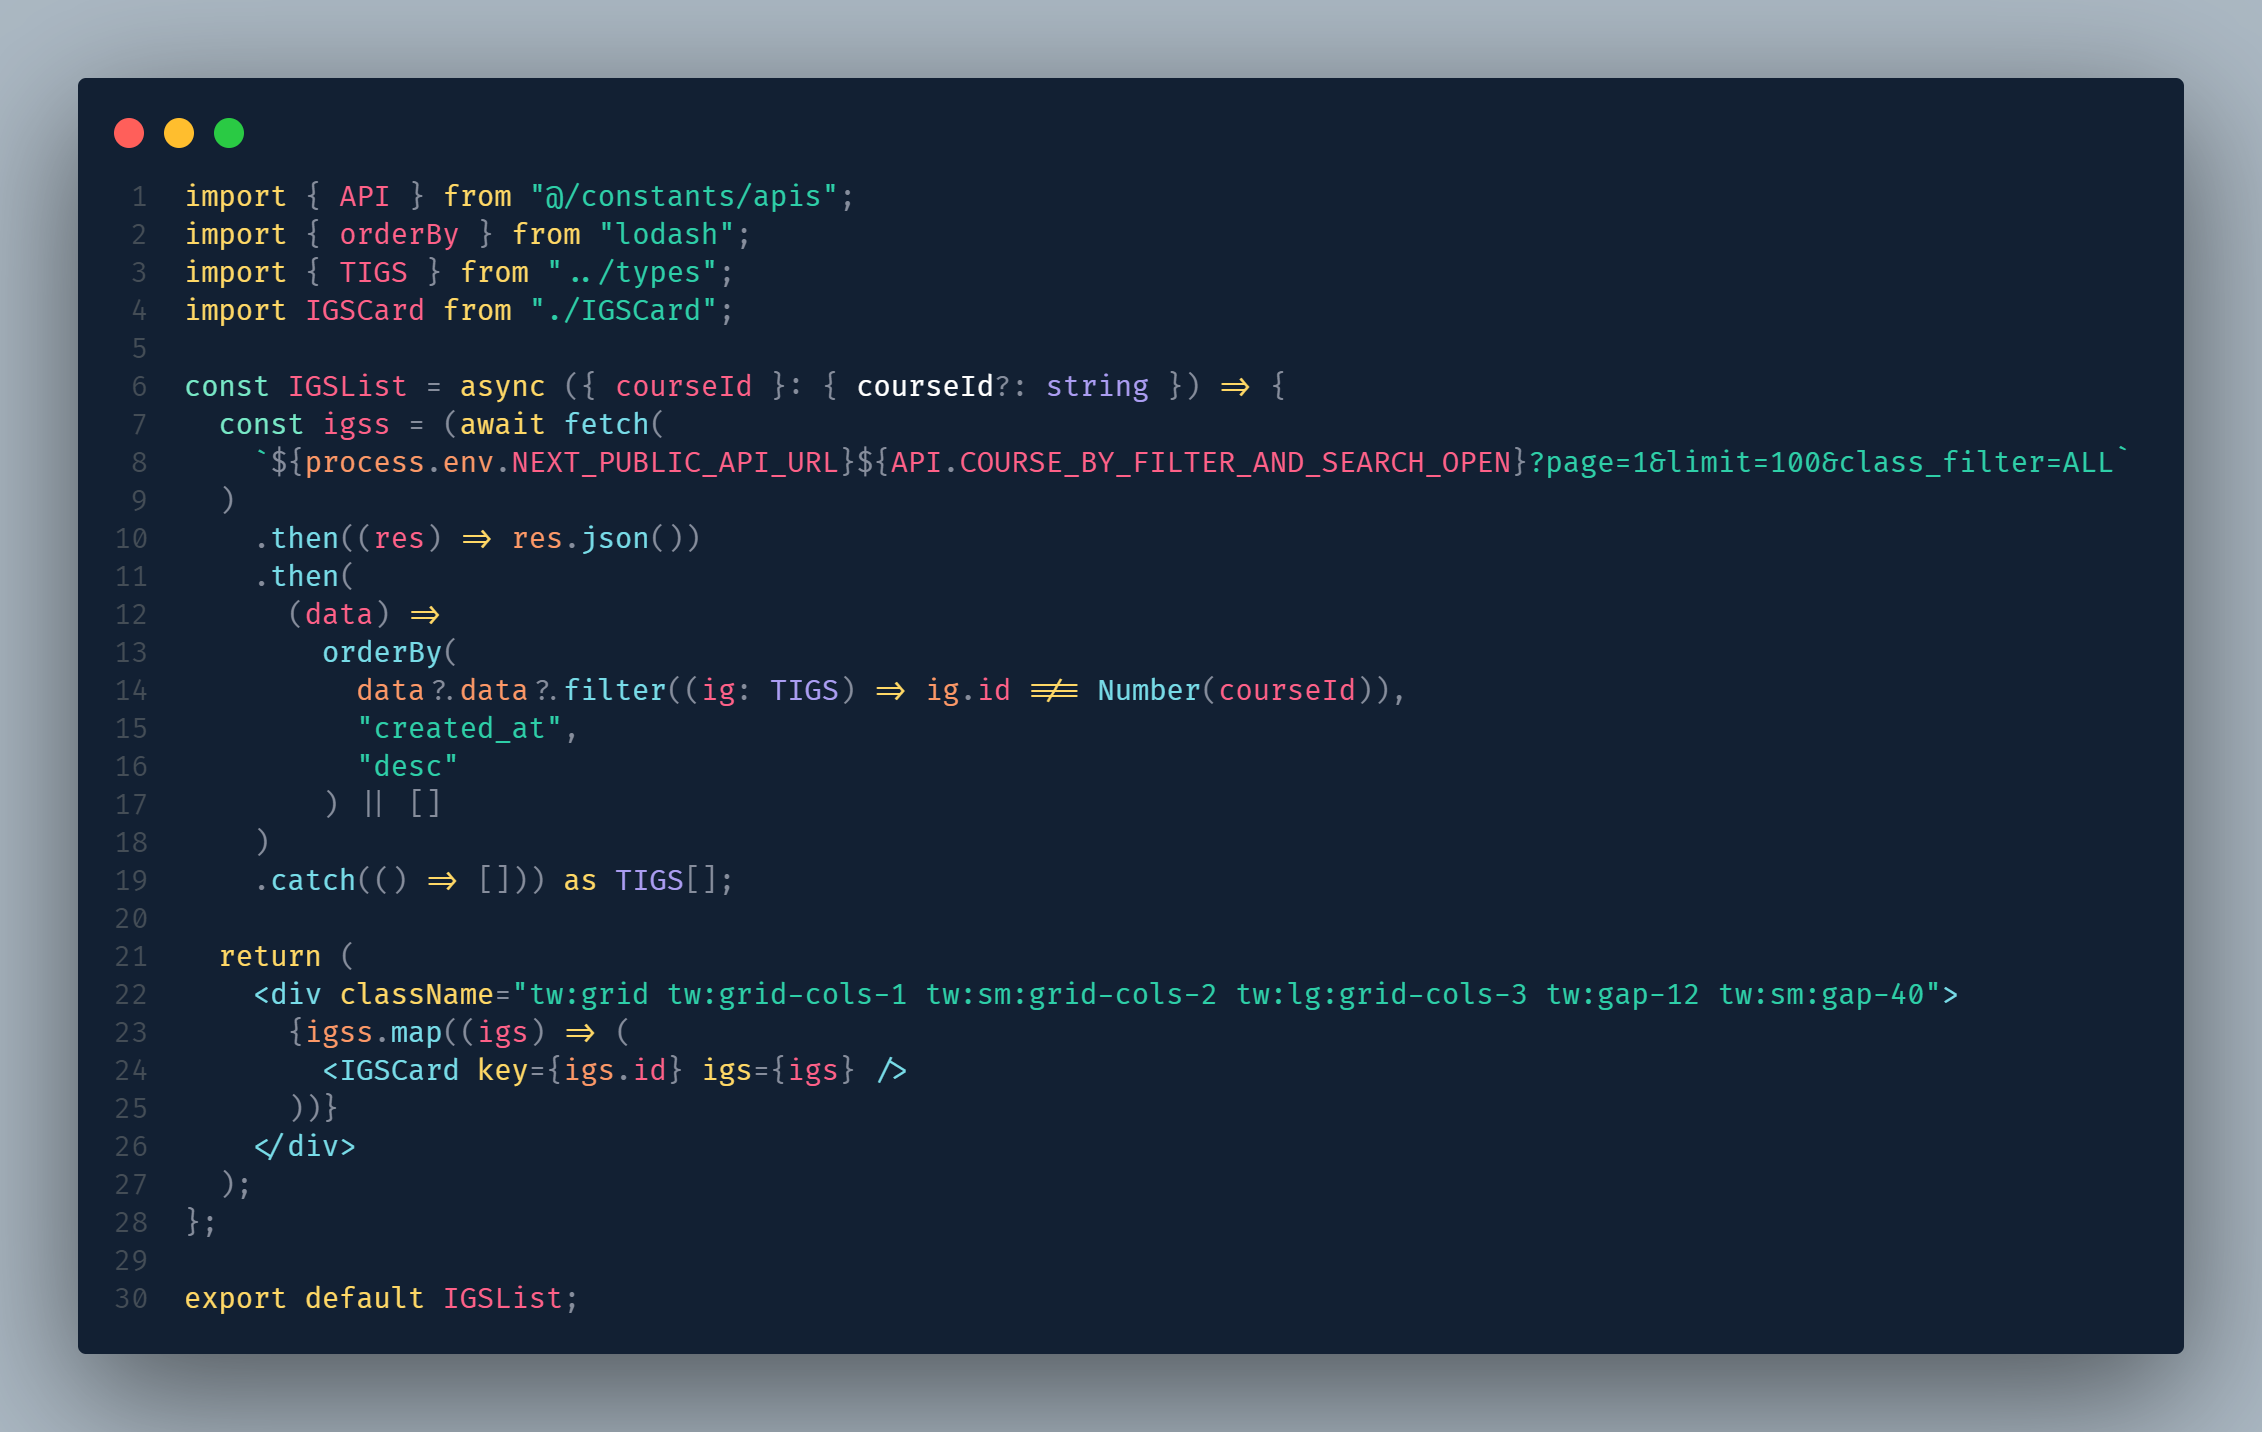 1 import { API } from "@/constants/apis";
2 import { orderBy } from "lodash";
3 import { TIGS } from "../types";
4 import IGSCard from "./IGSCard";
5
6 const IGSList = async ({ courseId }: { courseId?: string }) => {
7   const igss = (await fetch(
8     `${process.env.NEXT_PUBLIC_API_URL}${API.COURSE_BY_FILTER_AND_SEARCH_OPEN}?page=1&limit=100&class_filter=ALL`
9   )
10     .then((res) => res.json())
11     .then(
12       (data) =>
13         orderBy(
14           data?.data?.filter((ig: TIGS) => ig.id !== Number(courseId)),
15           "created_at",
16           "desc"
17         ) || []
18     )
19     .catch(() => [])) as TIGS[];
20
21   return (
22     <div className="tw:grid tw:grid-cols-1 tw:sm:grid-cols-2 tw:lg:grid-cols-3 tw:gap-12 tw:sm:gap-40">
23       {igss.map((igs) => (
24         <IGSCard key={igs.id} igs={igs} />
25       ))}
26     </div>
27   );
28 };
29
30 export default IGSList;